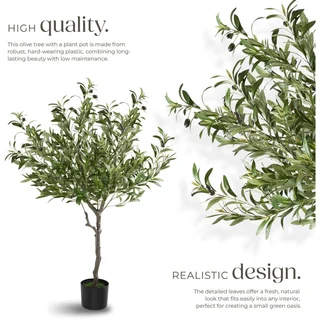 HIGH quality.
This olive tree with a plant pot is made from
robust, hard-wearing plastic, combining long-
lasting beauty with low maintenance.
REALISTIC design.
The detailed leaves offer a fresh, natural
look that fits easily into any interior,
perfect for creating a small green oasis.